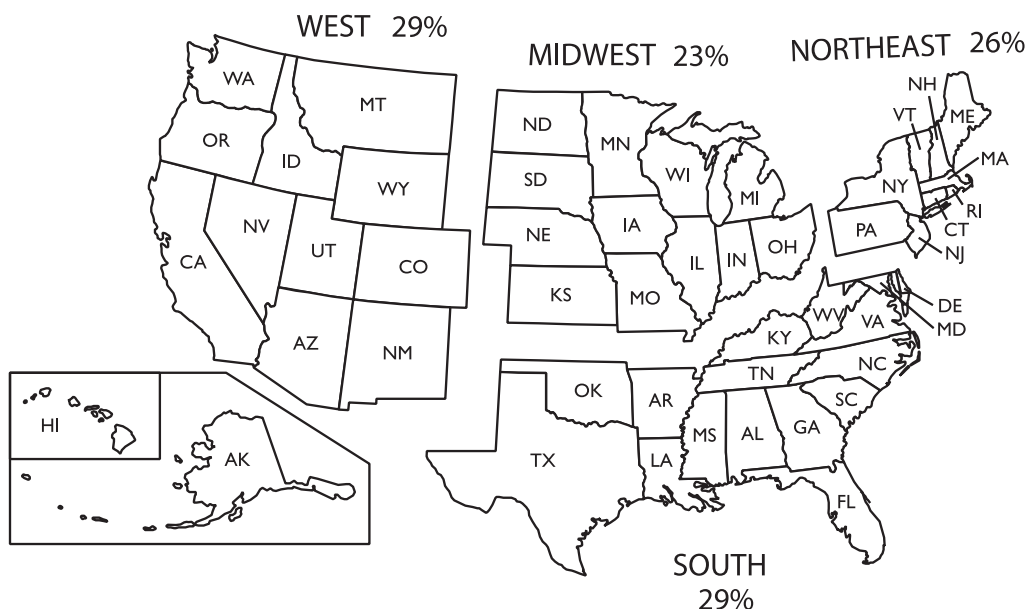 WEST 29%
MIDWEST 23%
NORTHEAST 26%
WA
MT
OR
ID
WY
NV
CA
UT
CO
AZ
NM
HI
AK
ND
MN
SD
WI
MI
NE
IA
IL
IN
OH
KS
MO
NH
VT
ME
MA
NY
RI
CT
PA
NJ
DE
MD
WV
VA
KY
TN
NC
SC
OK
AR
TX
LA
MS
AL
GA
FL
SOUTH
29%